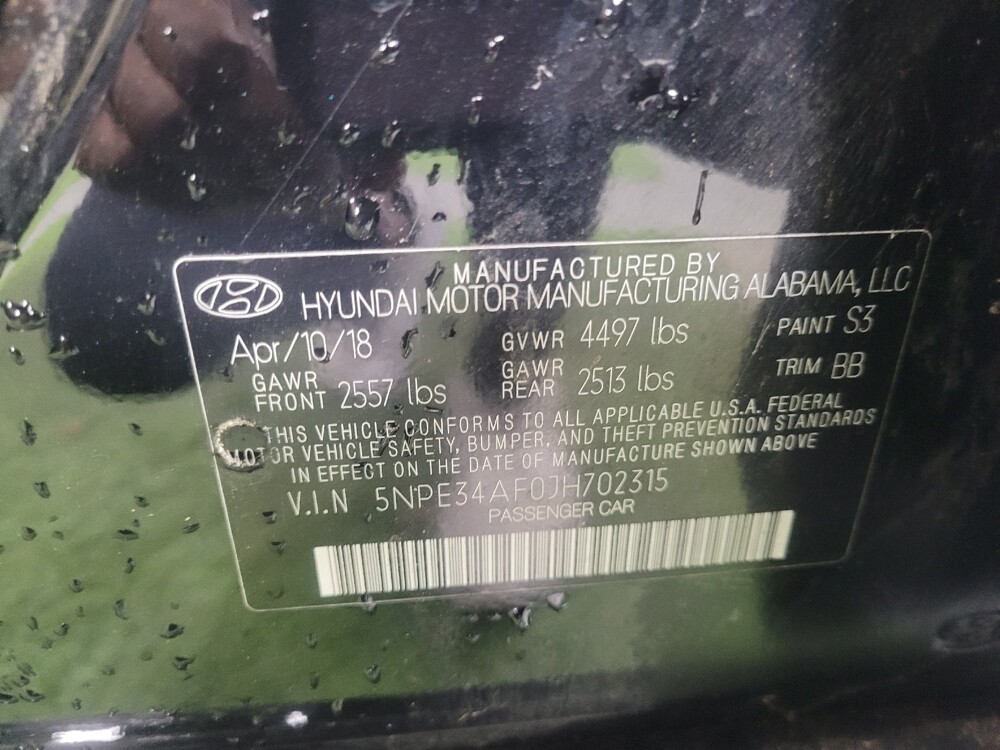 MANUFACTURED BY
HYUNDAI MOTOR MANUFACTURING ALABAMA, LLC
Apr/10/18 GVWR 4497 lbs PAINT S3
GAWR FRONT 2557 lbs GAWR REAR 2513 lbs TRIM BB
THIS VEHICLE CONFORMS TO ALL APPLICABLE U.S.A. FEDERAL
MOTOR VEHICLE SAFETY, BUMPER, AND THEFT PREVENTION STANDARDS
IN EFFECT ON THE DATE OF MANUFACTURE SHOWN ABOVE
V.I.N 5NPE34AF0JH702315
PASSENGER CAR